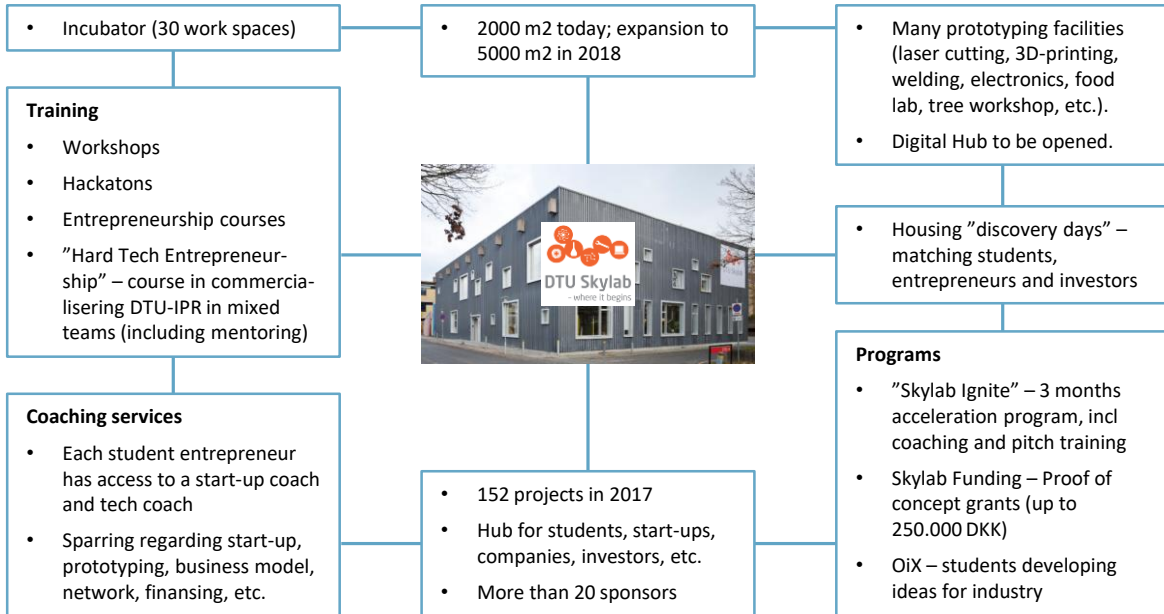 • Incubator (30 work spaces)
• 2000 m2 today; expansion to
5000 m2 in 2018
• Many prototyping facilities
(laser cutting, 3D-printing,
welding, electronics, food
lab, tree workshop, etc.).
• Digital Hub to be opened.
Training
• Workshops
• Hackatons
• Entrepreneurship courses
• ”Hard Tech Entrepreneur-
ship” – course in commercia-
lisering DTU-IPR in mixed
teams (including mentoring)
DTU Skylab
- where it begins
• Housing ”discovery days” –
matching students,
entrepreneurs and investors
Coaching services
• Each student entrepreneur
has access to a start-up coach
and tech coach
• Sparring regarding start-up,
prototyping, business model,
network, finansing, etc.
• 152 projects in 2017
• Hub for students, start-ups,
companies, investors, etc.
• More than 20 sponsors
Programs
• ”Skylab Ignite” – 3 months
acceleration program, incl
coaching and pitch training
• Skylab Funding – Proof of
concept grants (up to
250.000 DKK)
• OiX – students developing
ideas for industry